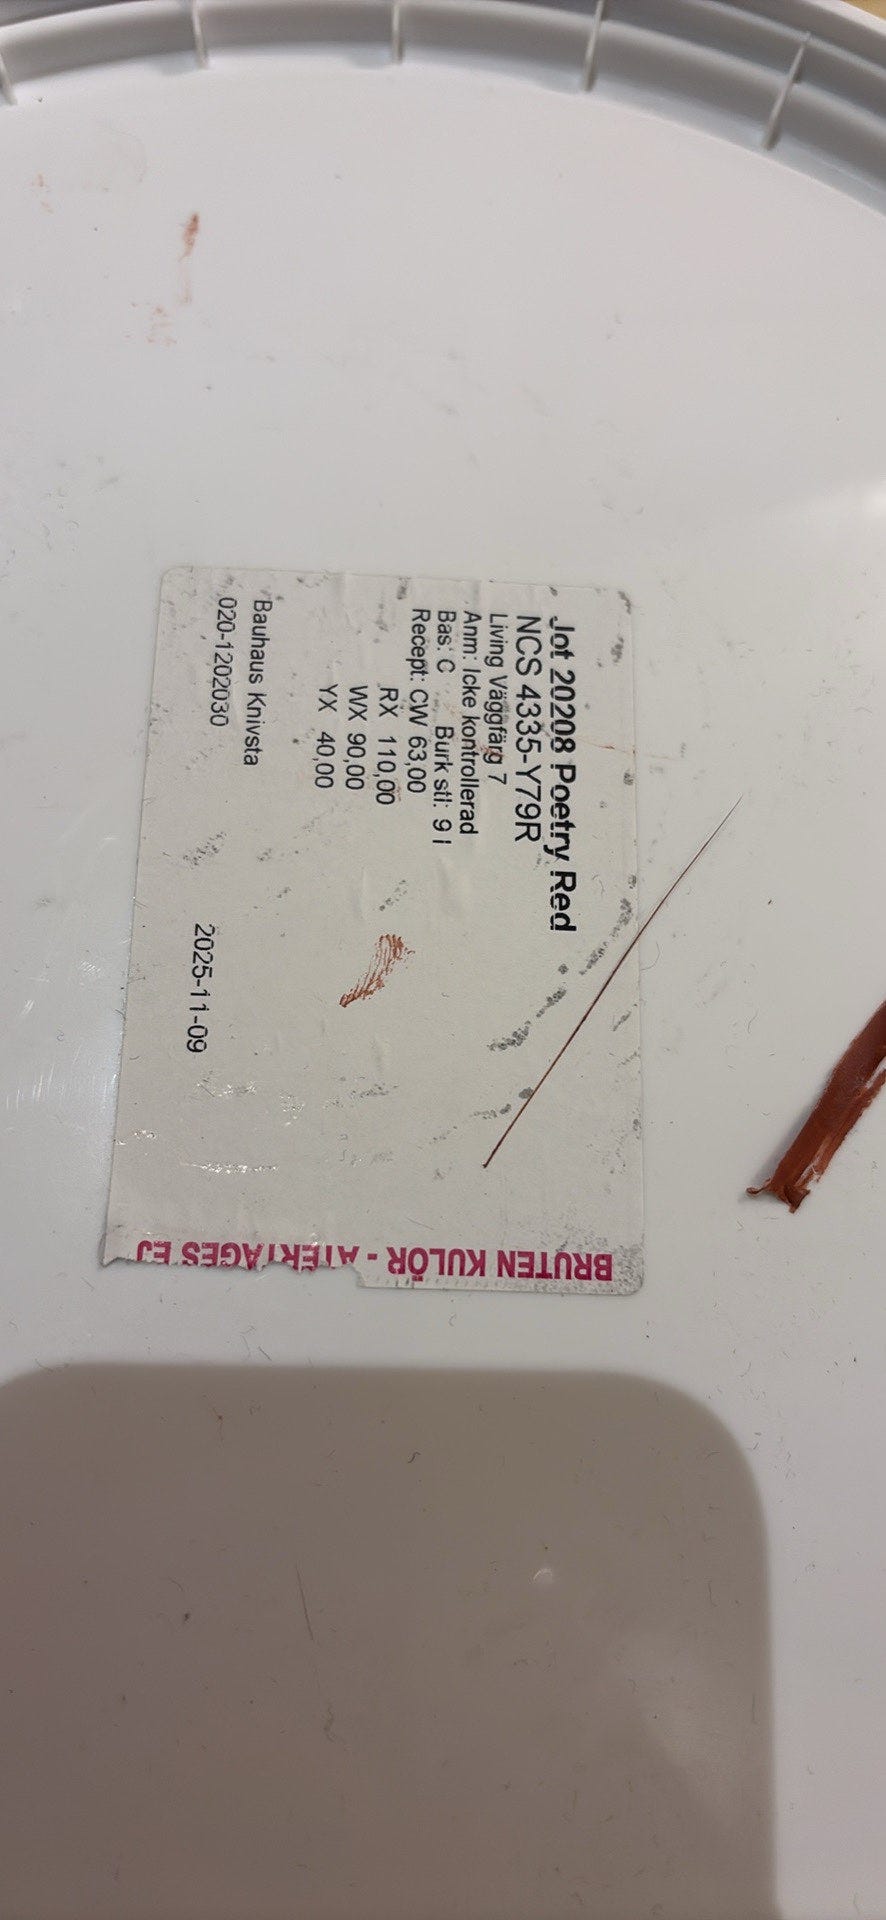 Jot 20208 Poetry Red
NCS 4335-Y79R
Living Väggfärg 7
Anm: Icke kontrollerad
Bas: C Burk stl: 9 l
Recept: CW 63,00
RX 110,00
WX 90,00
YX 40,00
Bauhaus Knivsta
020-1202030
2025-11-09
BRUTEN KULÖR - ÅTERTAGES EJ